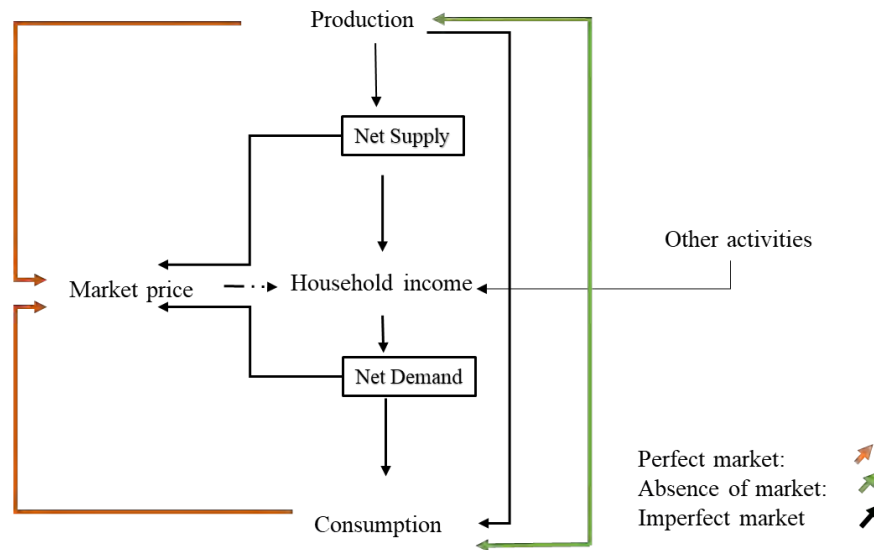 Production
Net Supply
Other activities
Market price
Household income
Net Demand
Consumption
Perfect market:
Absence of market:
Imperfect market